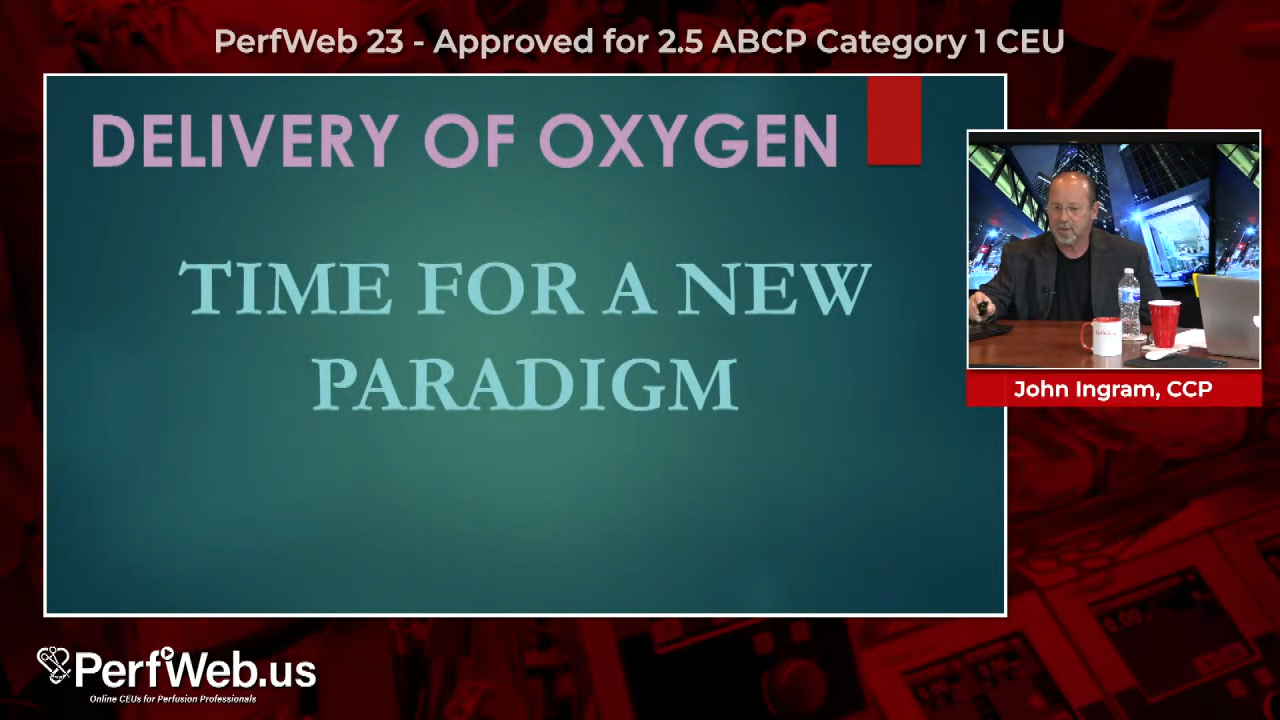 PerfWeb 23 - Approved for 2.5 ABCP Category 1 CEU
DELIVERY OF OXYGEN
TIME FOR A NEW
PARADIGM
John Ingram, CCP
PerfWeb.us
Online CEUs for Perfusion Professionals